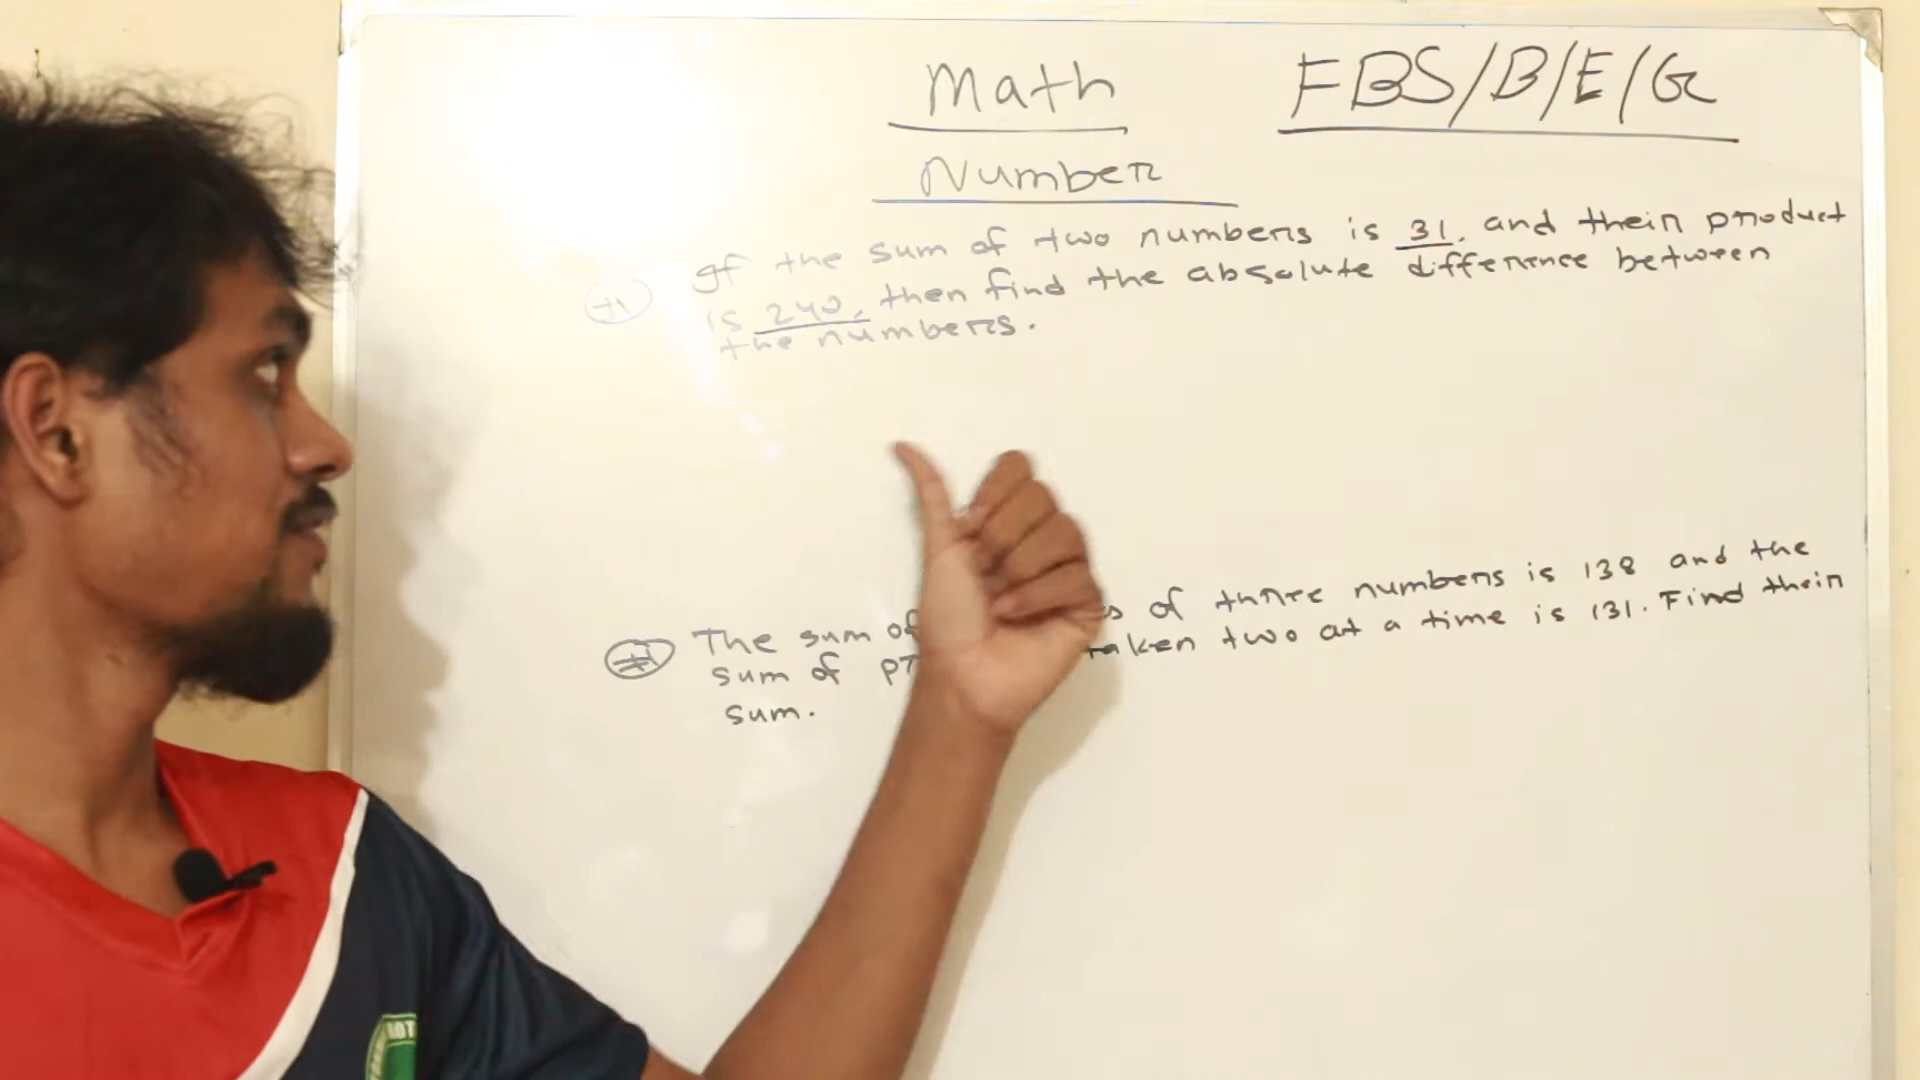 Math
FBS/B/E/G
Number
If the sum of two numbers is 31, and their product
is 240, then find the absolute difference between
the numbers.
The sum of of three numbers is 138 and the
sum of taken two at a time is 131. Find their
sum.